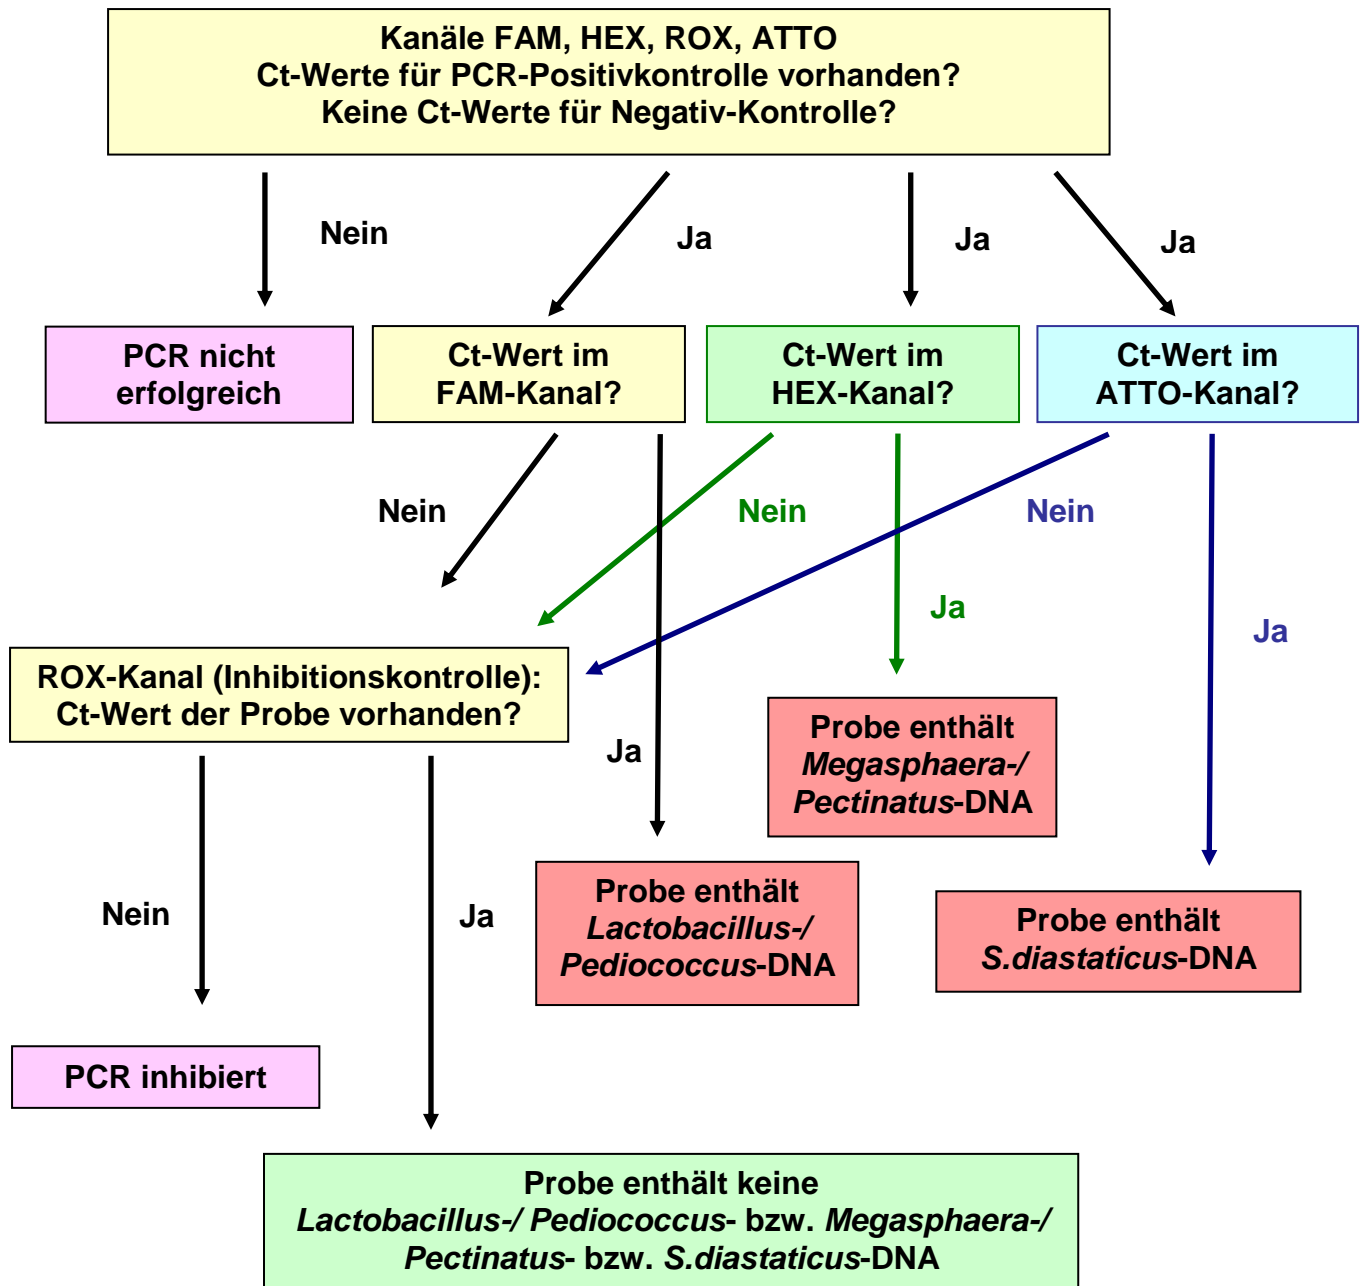 Kanäle FAM, HEX, ROX, ATTO
Ct-Werte für PCR-Positivkontrolle vorhanden?
Keine Ct-Werte für Negativ-Kontrolle?
Nein
Ja
Ja
Ja
PCR nicht
erfolgreich
Ct-Wert im
FAM-Kanal?
Ct-Wert im
HEX-Kanal?
Ct-Wert im
ATTO-Kanal?
Nein
Nein
Nein
Ja
Ja
ROX-Kanal (Inhibitionskontrolle):
Ct-Wert der Probe vorhanden?
Ja
Probe enthält
Megasphaera-/
Pectinatus-DNA
Probe enthält
Lactobacillus-/
Pediococcus-DNA
Probe enthält
S.diastaticus-DNA
Nein
Ja
PCR inhibiert
Probe enthält keine
Lactobacillus-/ Pediococcus- bzw. Megasphaera-/
Pectinatus- bzw. S.diastaticus-DNA